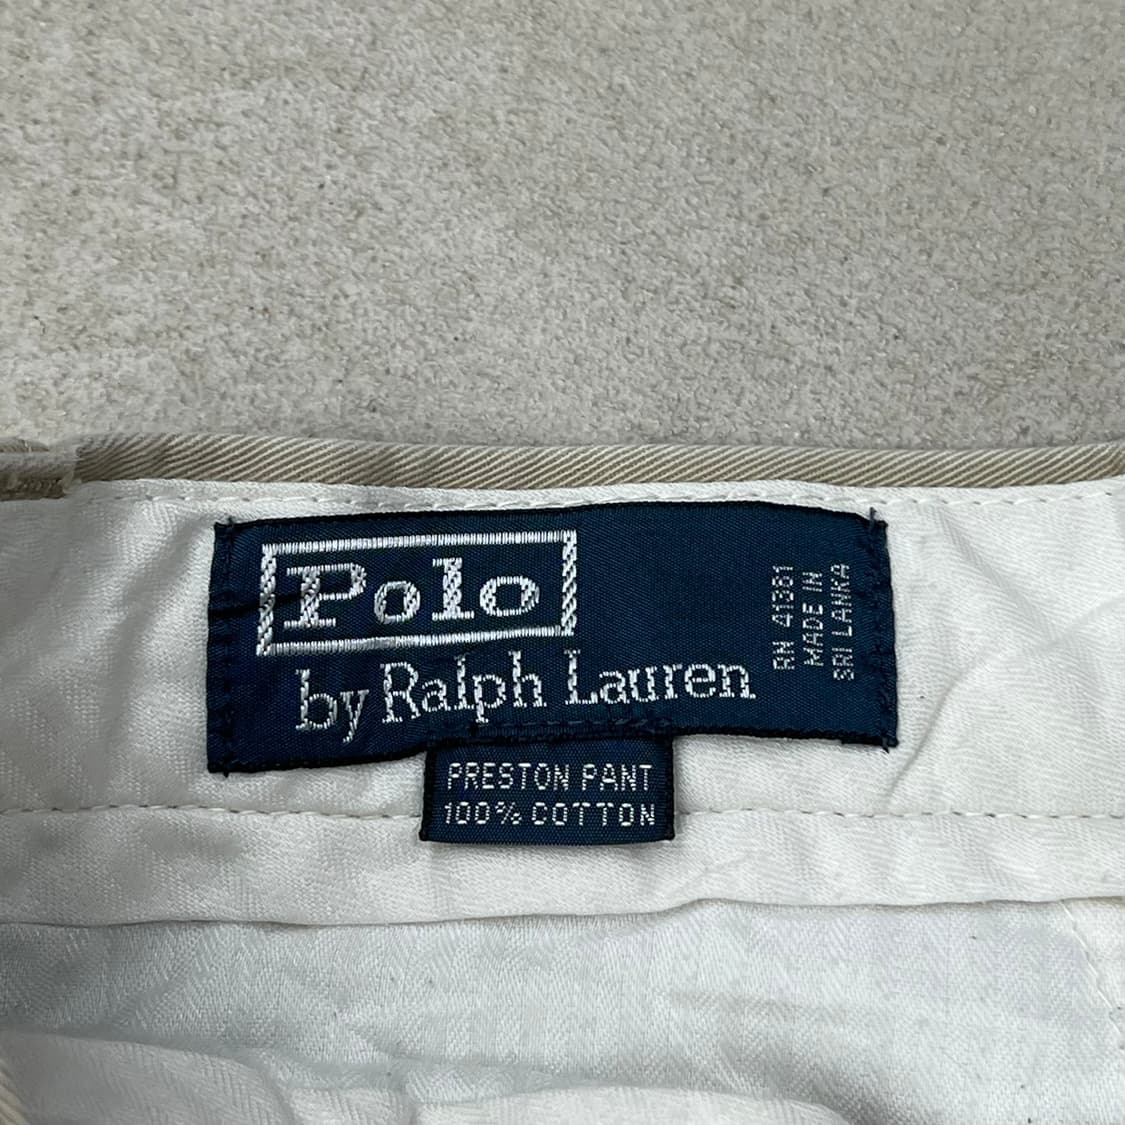 Polo
by Ralph Lauren
RN 41381
MADE IN
SRI LANKA
PRESTON PANT
100% COTTON